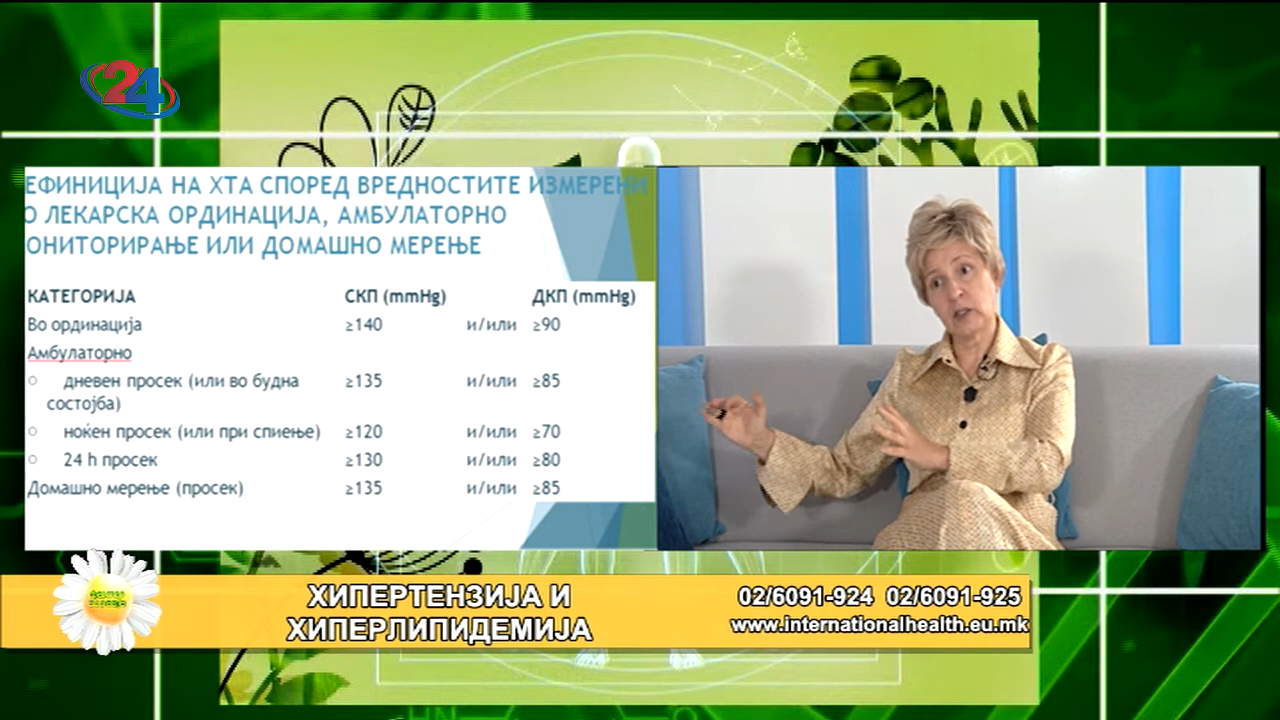 24
ЕФИНИЦИЈА НА ХТА СПОРЕД ВРЕДНОСТИТЕ ИЗМЕРЕНИ
О ЛЕКАРСКА ОРДИНАЦИЈА, АМБУЛАТОРНО
ОНИТОРИРАЊЕ ИЛИ ДОМАШНО МЕРЕЊЕ
КАТЕГОРИЈА СКП (mmHg) ДКП (mmHg)
Во ординација ≥140 и/или ≥90
Амбулаторно
○ дневен просек (или во будна ≥135 и/или ≥85
состојба)
○ ноќен просек (или при спиење) ≥120 и/или ≥70
○ 24 h просек ≥130 и/или ≥80
Домашно мерење (просек) ≥135 и/или ≥85
ХИПЕРТЕНЗИЈА И
ХИПЕРЛИПИДЕМИЈА
02/6091-924 02/6091-925
www.internationalhealth.eu.mk